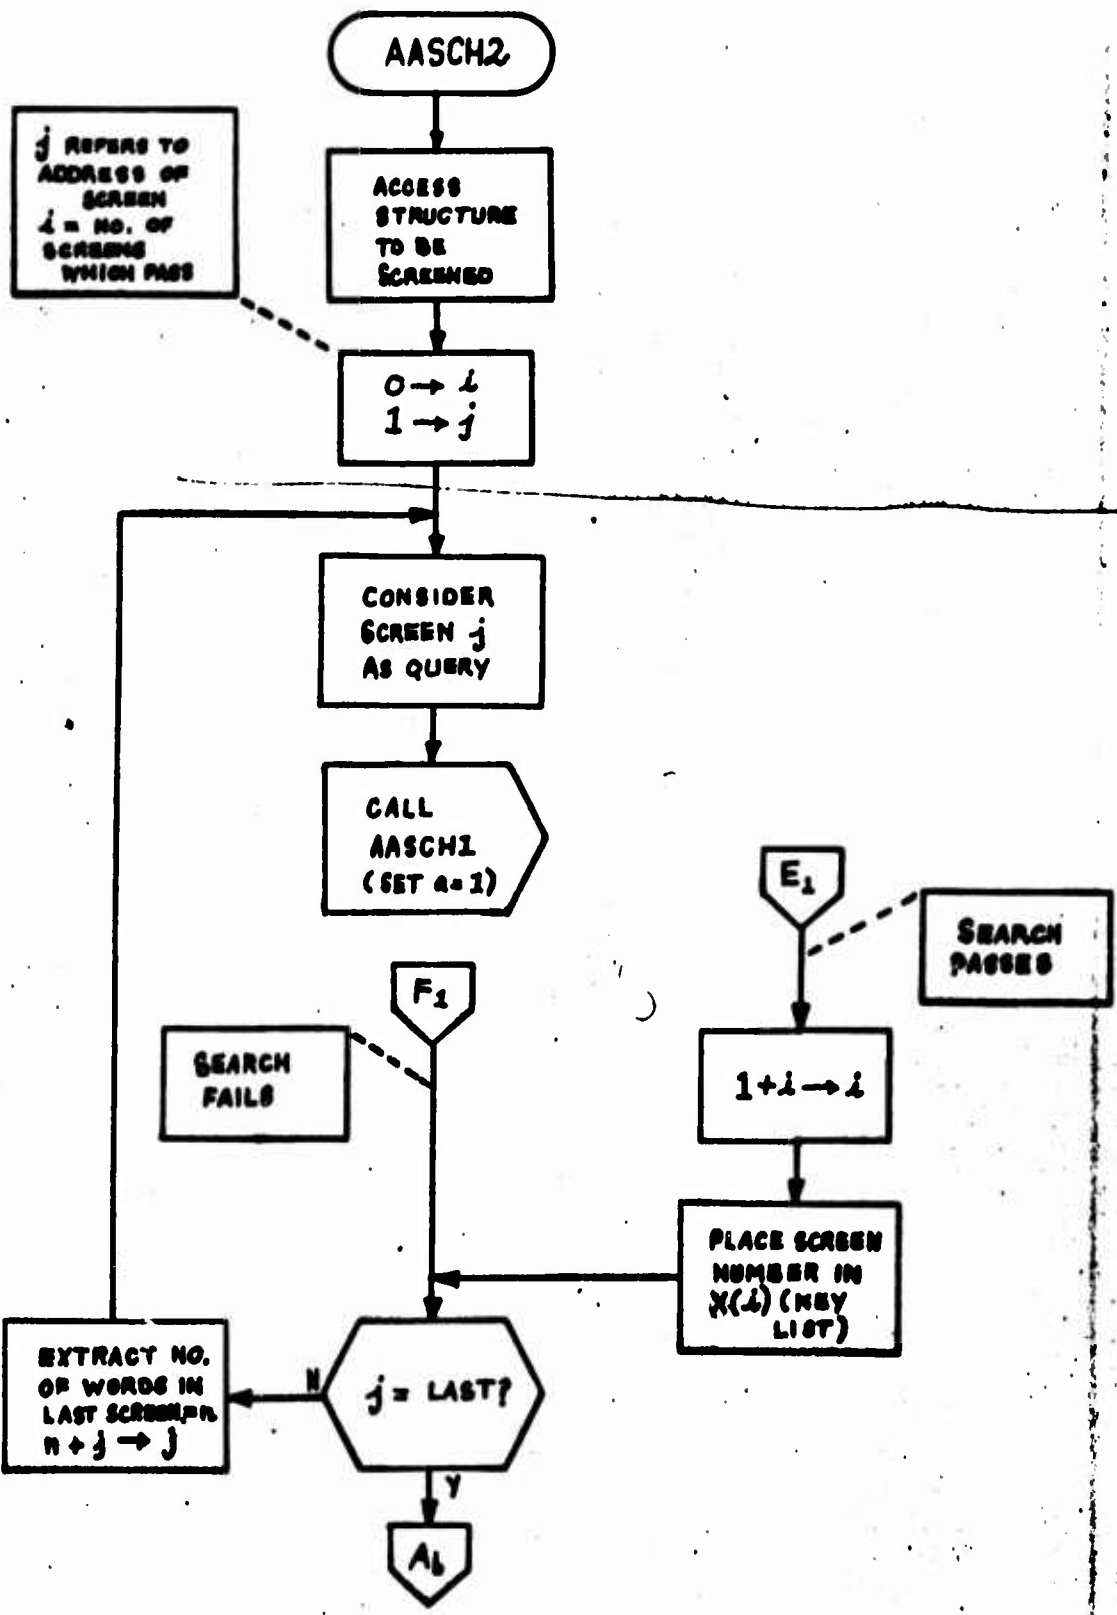 AASCH2
j REFERS TO
ADDRESS OF
SCREEN
i = NO. OF
SCREENS
WHICH PASS
ACCESS
STRUCTURE
TO BE
SCREENED
0 → i
1 → j
CONSIDER
SCREEN j
AS QUERY
CALL
AASCH1
(SET a = 1)
E1
SEARCH
PASSES
F1
SEARCH
FAILS
1 + i → i
PLACE SCREEN
NUMBER IN
X(i) (KEY
LIST)
j = LAST?
N
EXTRACT NO.
OF WORDS IN
LAST SCREEN, = n
n + j → j
Y
Ab